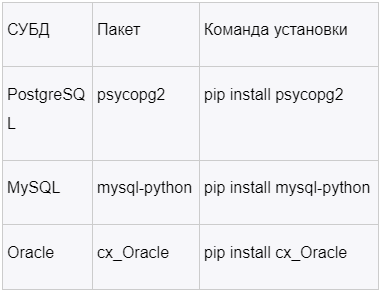 СУБД Пакет Команда установки
PostgreSQ psycopg2 pip install psycopg2
L
MySQL mysql-python pip install mysql-python
Oracle cx_Oracle pip install cx_Oracle